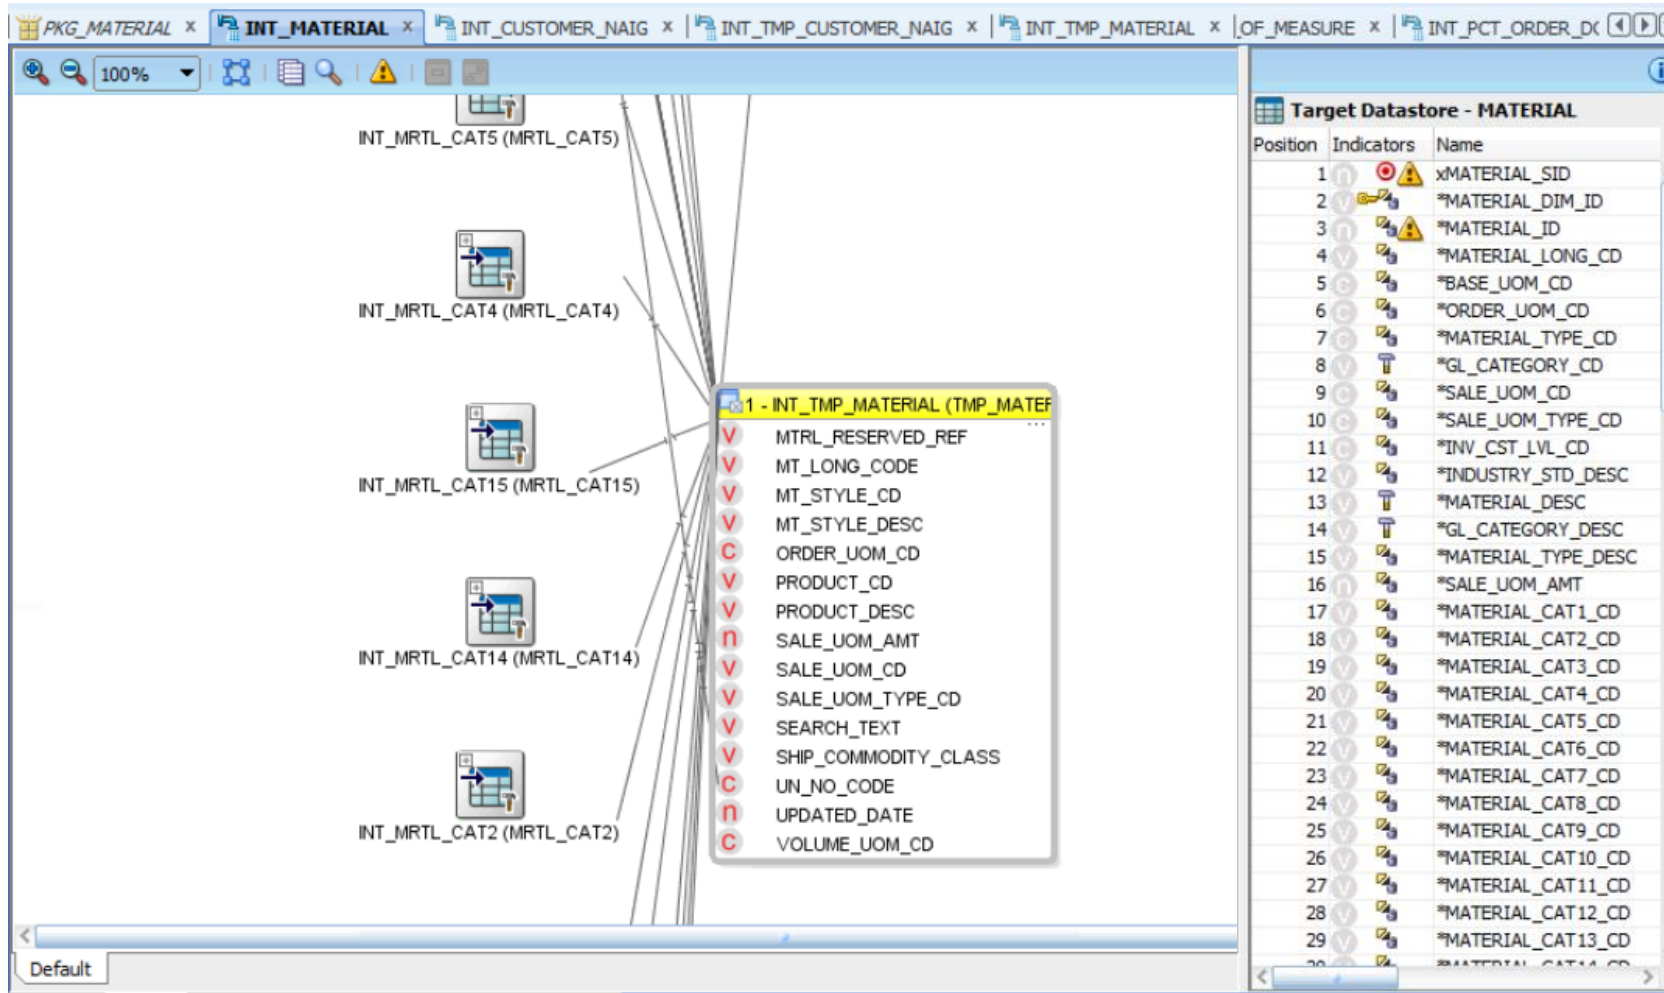 PKG_MATERIAL x INT_MATERIAL x INT_CUSTOMER_NAIG x INT_TMP_CUSTOMER_NAIG x INT_TMP_MATERIAL x _OF_MEASURE x INT_PCT_ORDER_DO
100%
INT_MRTL_CAT5 (MRTL_CAT5)
INT_MRTL_CAT4 (MRTL_CAT4)
INT_MRTL_CAT15 (MRTL_CAT15)
INT_MRTL_CAT14 (MRTL_CAT14)
INT_MRTL_CAT2 (MRTL_CAT2)
1 - INT_TMP_MATERIAL (TMP_MATER
...
V MTRL_RESERVED_REF
V MT_LONG_CODE
V MT_STYLE_CD
V MT_STYLE_DESC
C ORDER_UOM_CD
V PRODUCT_CD
V PRODUCT_DESC
n SALE_UOM_AMT
V SALE_UOM_CD
V SALE_UOM_TYPE_CD
V SEARCH_TEXT
V SHIP_COMMODITY_CLASS
C UN_NO_CODE
n UPDATED_DATE
C VOLUME_UOM_CD
Default
Target Datastore - MATERIAL
Position Indicators Name
1 n xMATERIAL_SID
2 V *MATERIAL_DIM_ID
3 n *MATERIAL_ID
4 V *MATERIAL_LONG_CD
5 C *BASE_UOM_CD
6 C *ORDER_UOM_CD
7 C *MATERIAL_TYPE_CD
8 V *GL_CATEGORY_CD
9 C *SALE_UOM_CD
10 C *SALE_UOM_TYPE_CD
11 C *INV_CST_LVL_CD
12 V *INDUSTRY_STD_DESC
13 V *MATERIAL_DESC
14 V *GL_CATEGORY_DESC
15 V *MATERIAL_TYPE_DESC
16 n *SALE_UOM_AMT
17 V *MATERIAL_CAT1_CD
18 V *MATERIAL_CAT2_CD
19 V *MATERIAL_CAT3_CD
20 V *MATERIAL_CAT4_CD
21 V *MATERIAL_CAT5_CD
22 V *MATERIAL_CAT6_CD
23 V *MATERIAL_CAT7_CD
24 V *MATERIAL_CAT8_CD
25 V *MATERIAL_CAT9_CD
26 V *MATERIAL_CAT10_CD
27 V *MATERIAL_CAT11_CD
28 V *MATERIAL_CAT12_CD
29 V *MATERIAL_CAT13_CD